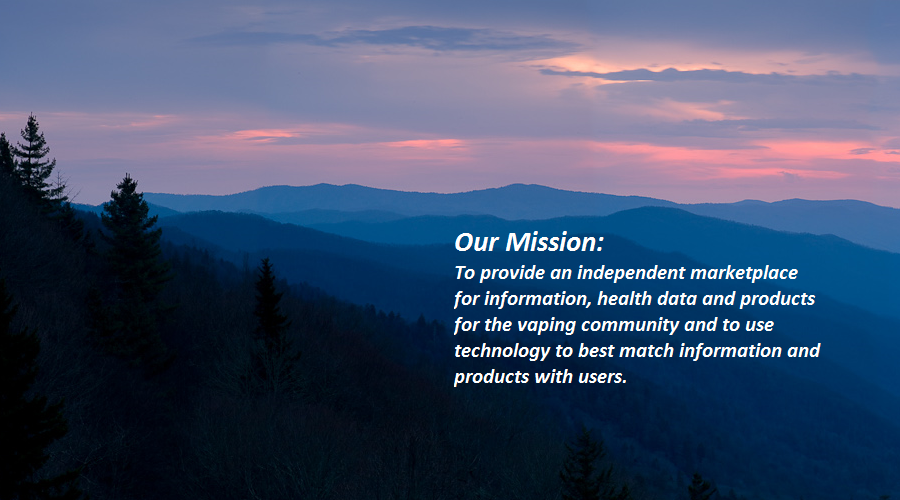 Our Mission:
To provide an independent marketplace
for information, health data and products
for the vaping community and to use
technology to best match information and
products with users.